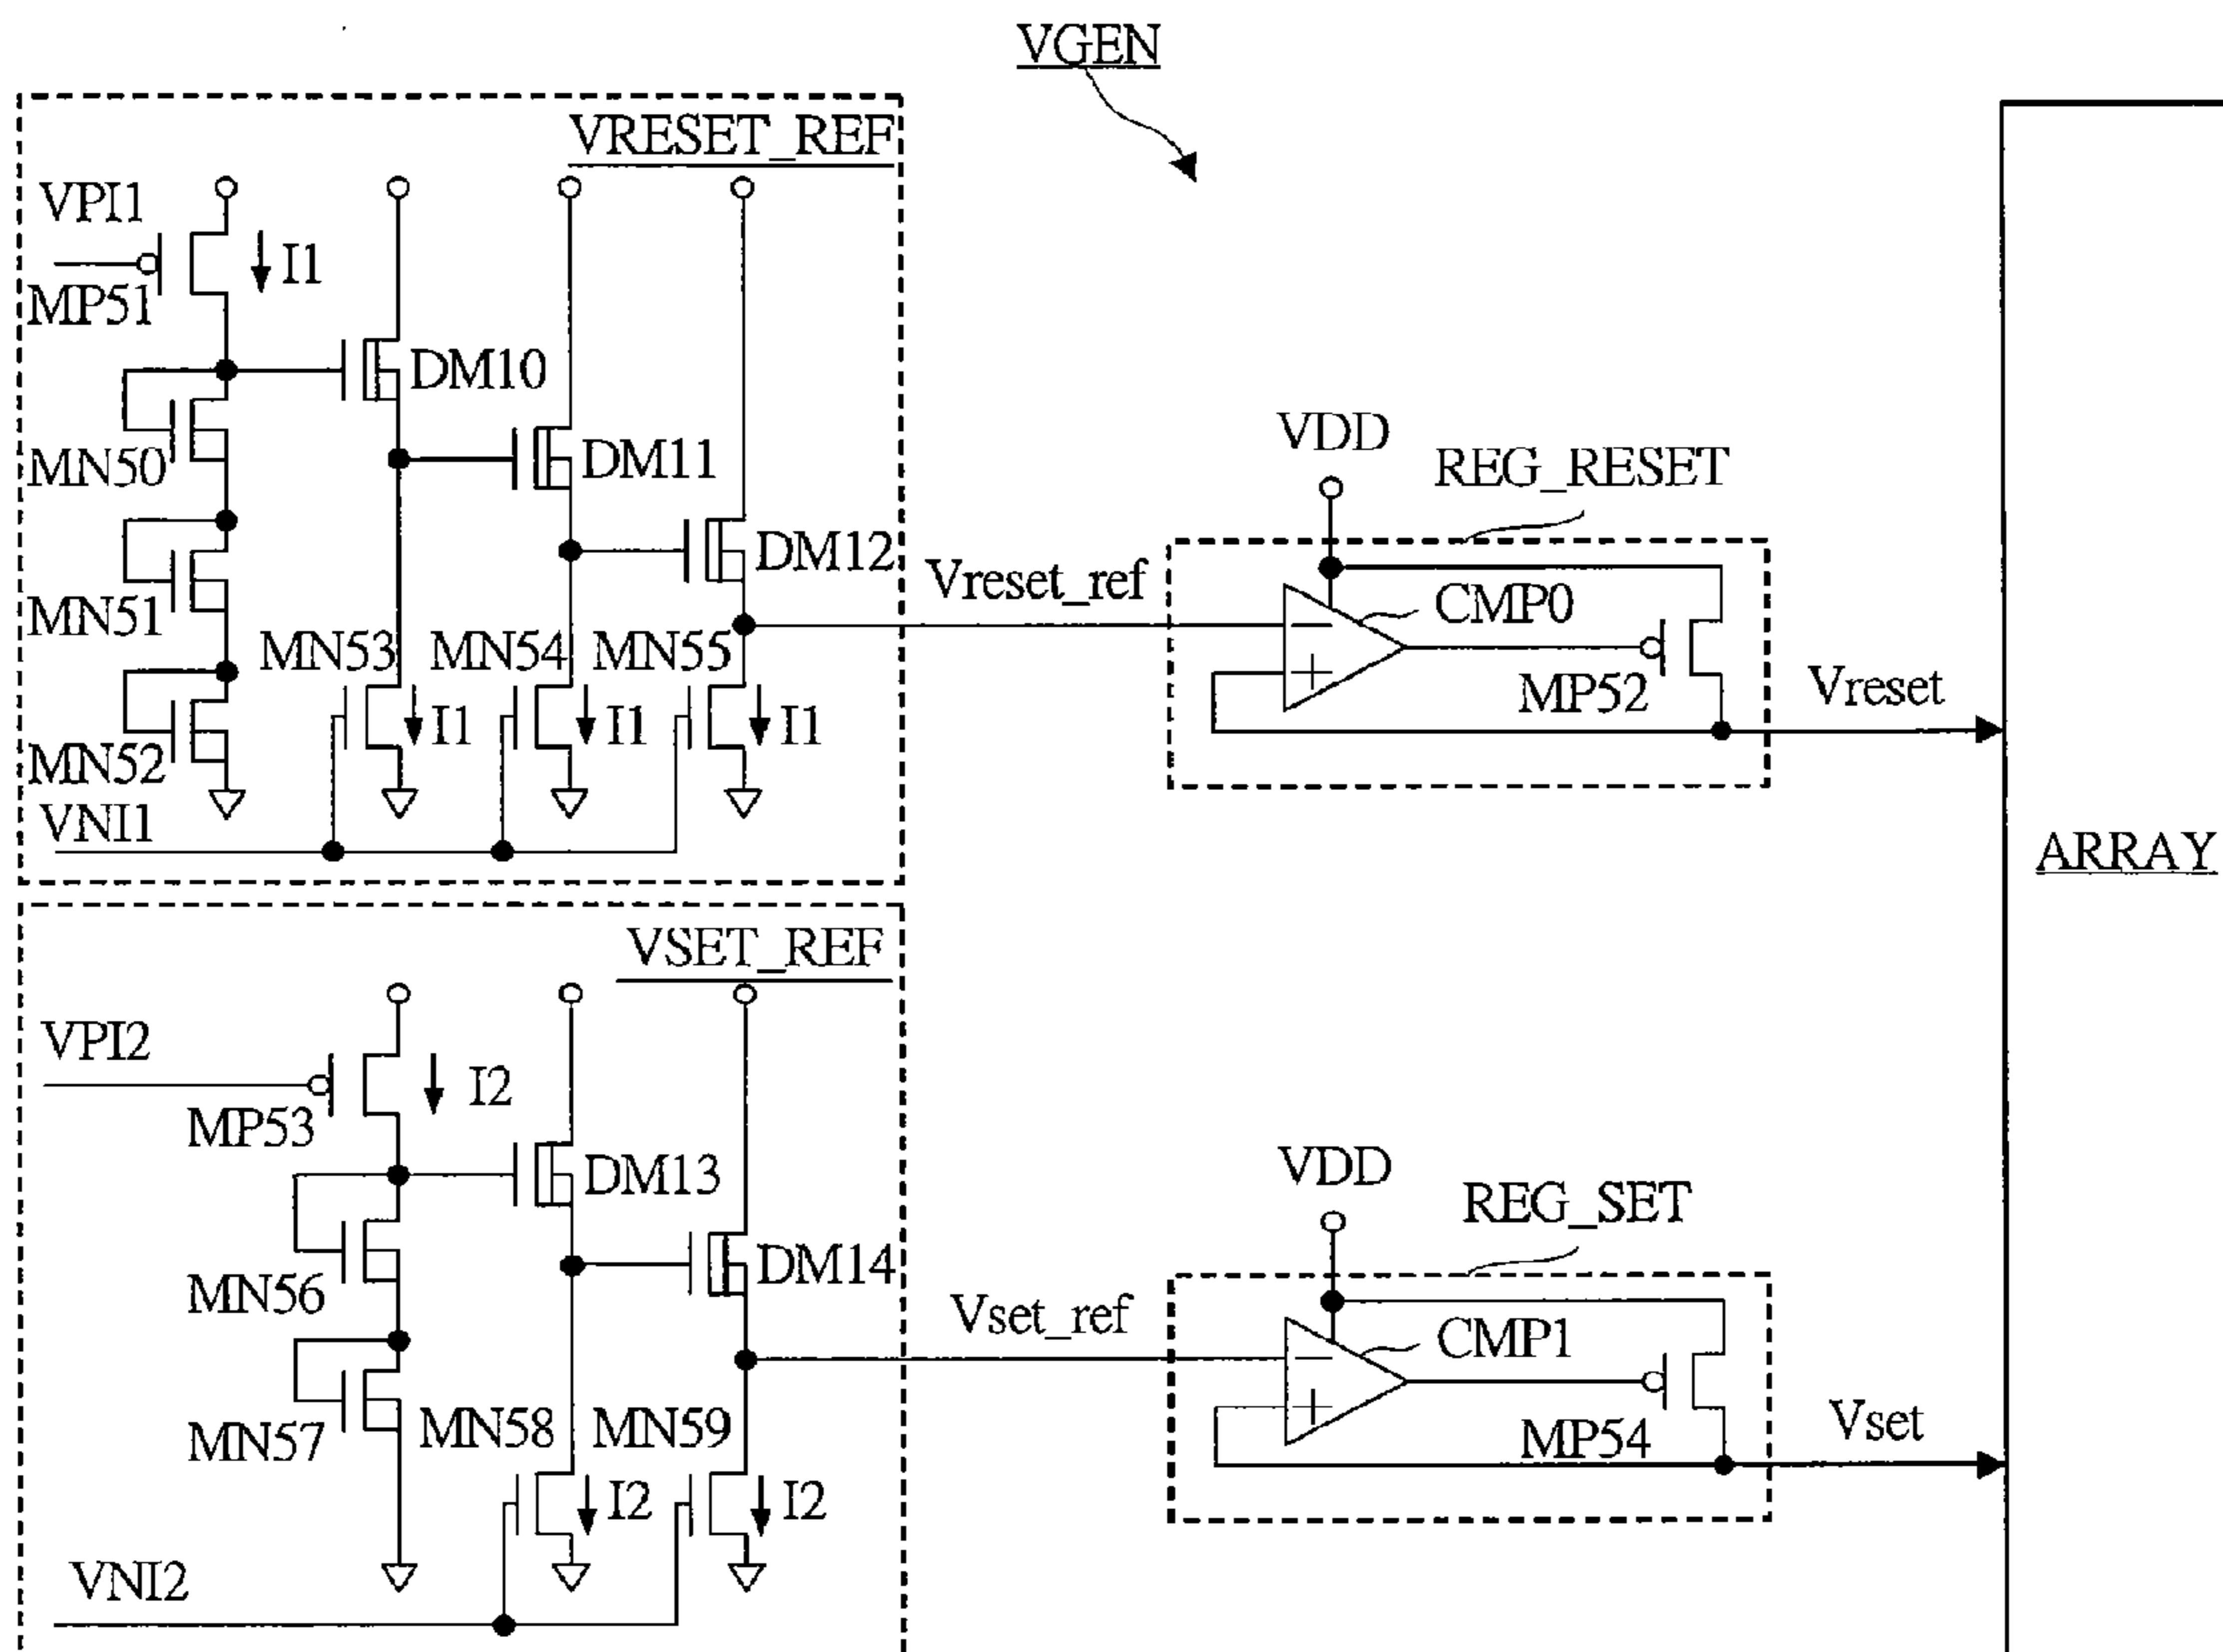 VGEN
VRESET_REF
VPI1
I1
MP51
DM10
MN50
DM11
MN51
DM12
MN53
MN54
MN55
I1
I1
I1
MN52
VNI1
Vreset_ref
VDD
REG_RESET
CMP0
MP52
Vreset
ARRAY
VSET_REF
VPI2
I2
MP53
DM13
MN56
DM14
MN57
MN58
MN59
I2
I2
VNI2
Vset_ref
VDD
REG_SET
CMP1
MP54
Vset